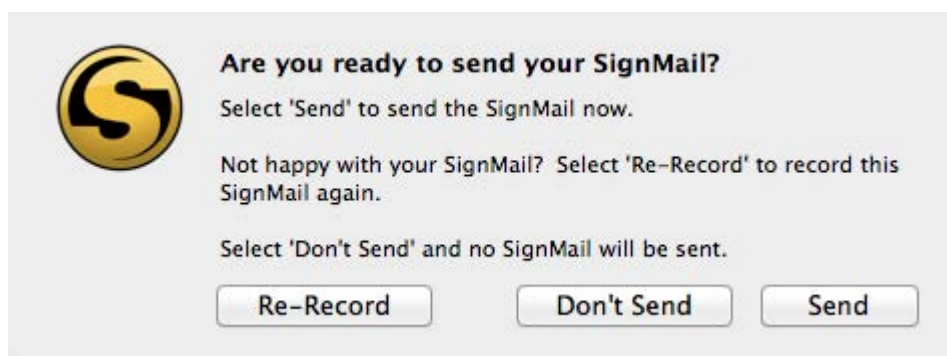 Are you ready to send your SignMail?
Select 'Send' to send the SignMail now.
Not happy with your SignMail?  Select 'Re-Record' to record this
SignMail again.
Select 'Don't Send' and no SignMail will be sent.
Re-Record Don't Send Send